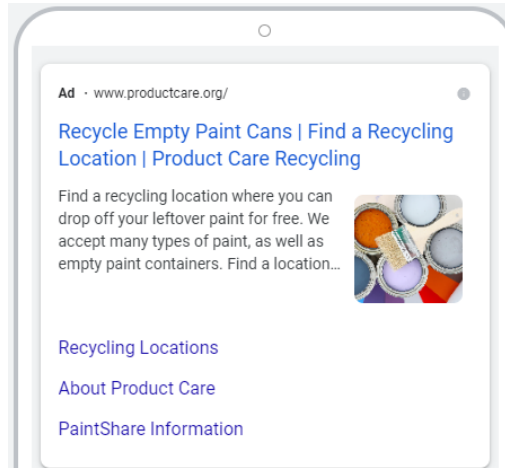 Ad · www.productcare.org/
Recycle Empty Paint Cans | Find a Recycling
Location | Product Care Recycling
Find a recycling location where you can
drop off your leftover paint for free. We
accept many types of paint, as well as
empty paint containers. Find a location...
Recycling Locations
About Product Care
PaintShare Information